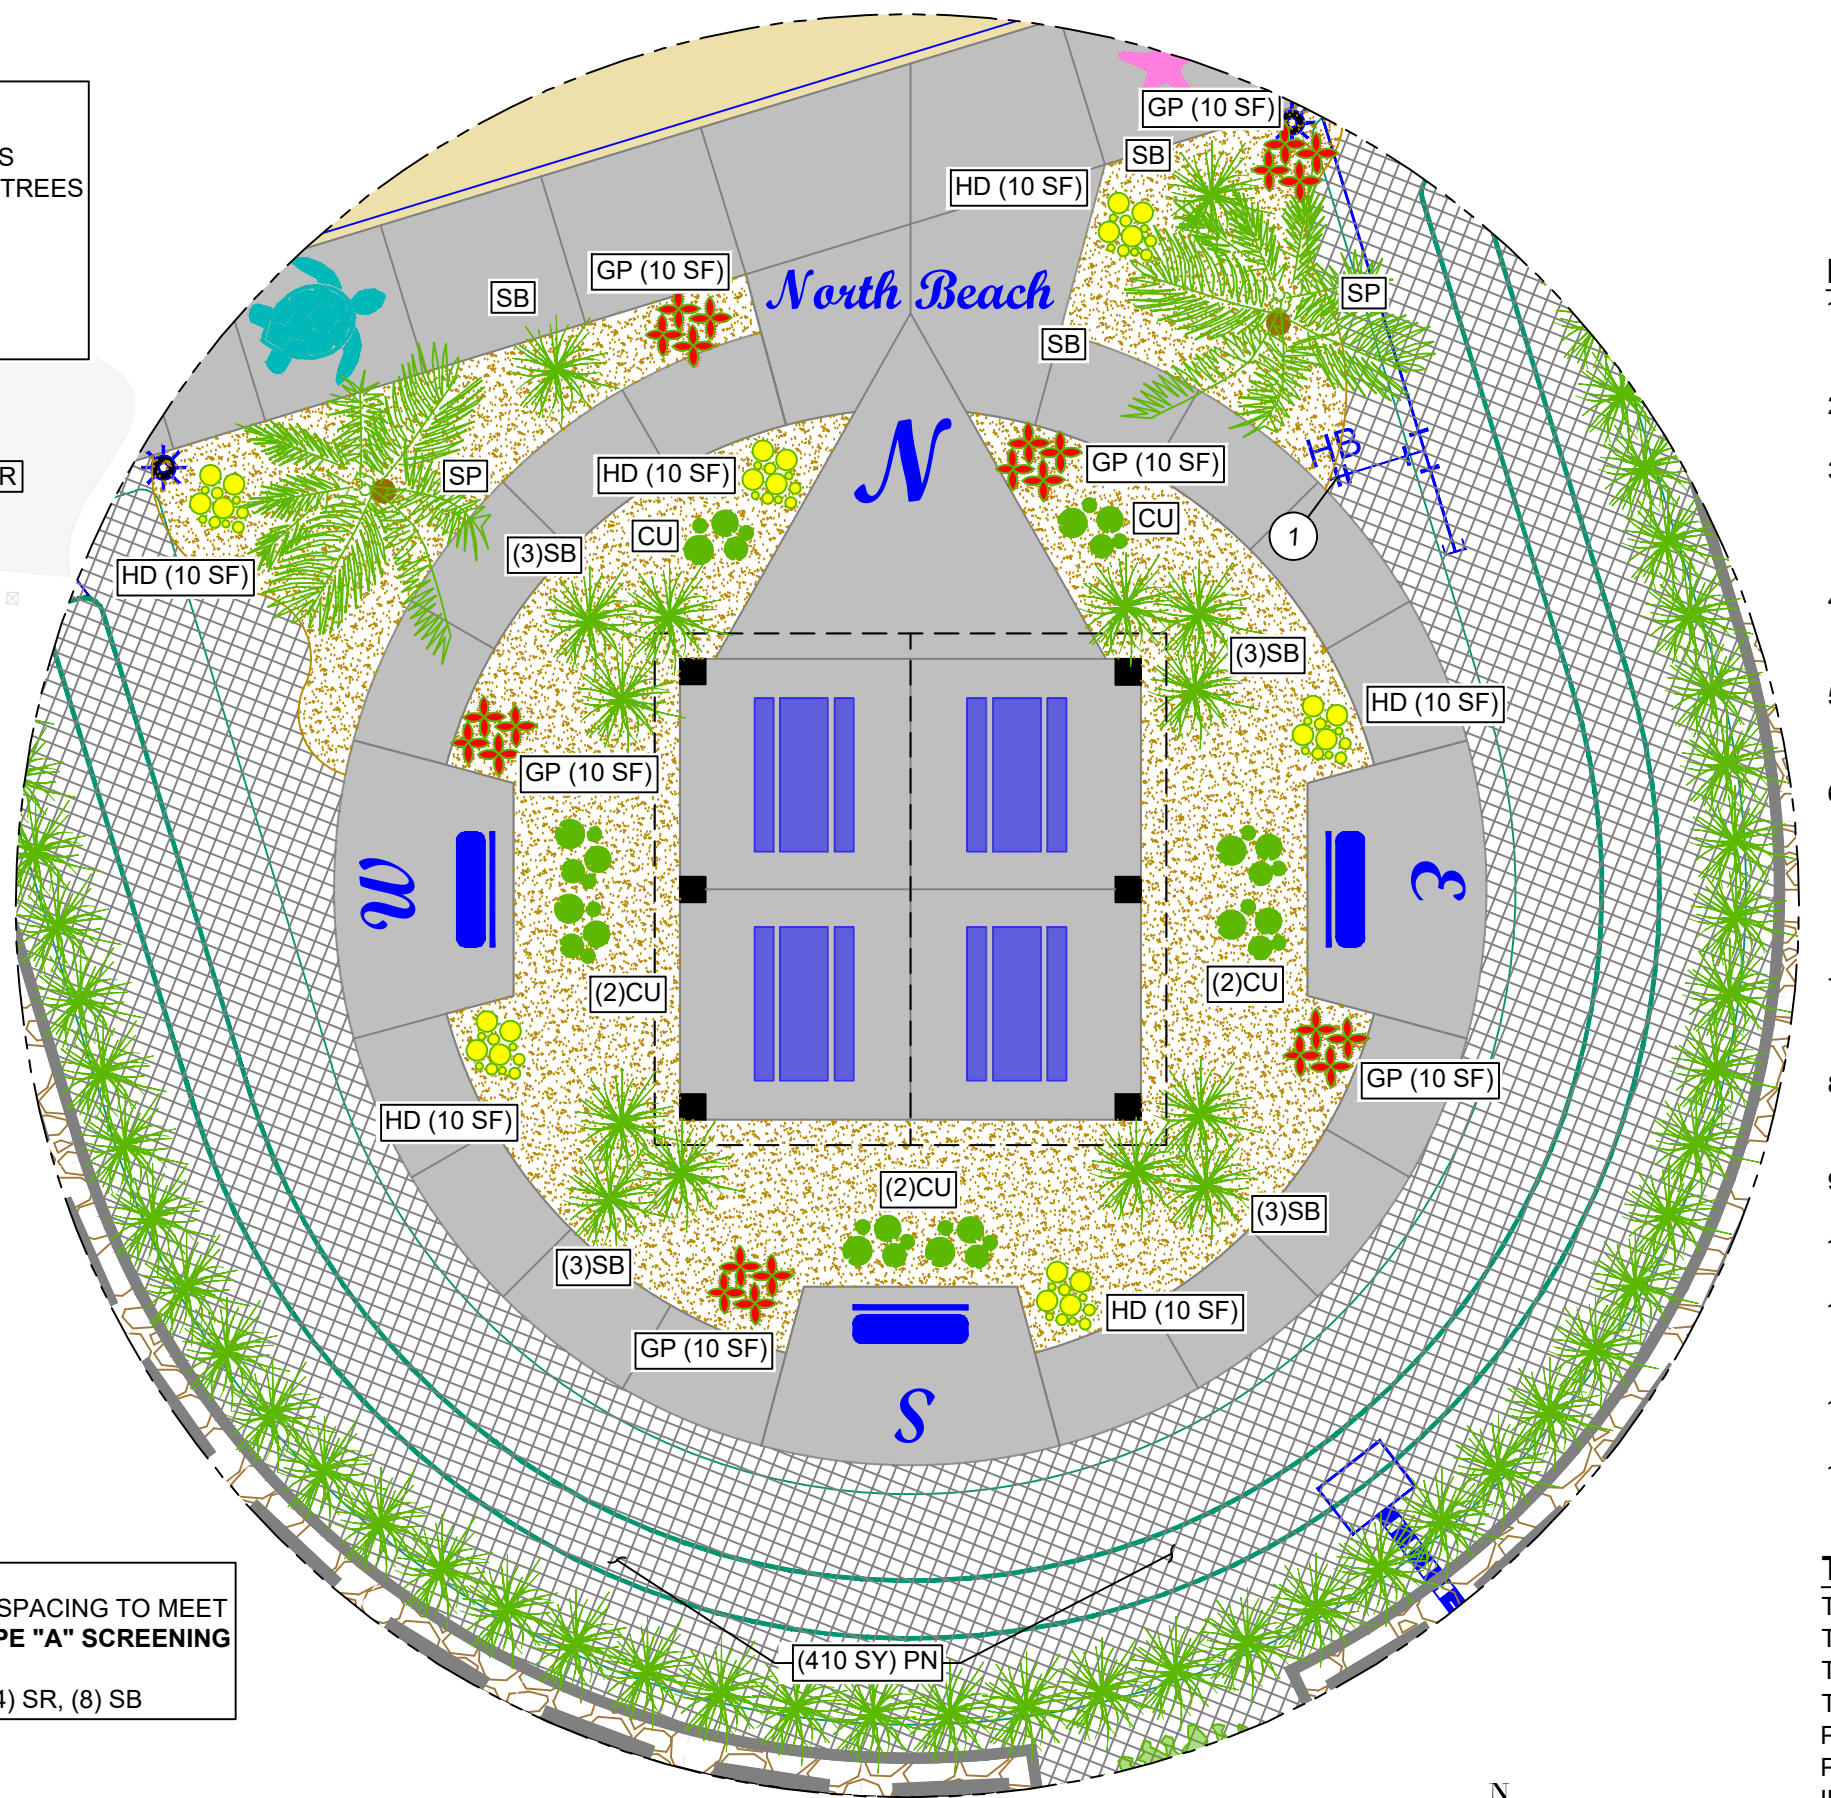 S
TREES
R
GP (10 SF)
SB
HD (10 SF)
SB
GP (10 SF)
North Beach
SP
SB
HD (10 SF)
SP
N
GP (10 SF)
HB
CU
CU
1
(3)SB
HD (10 SF)
(3)SB
HD (10 SF)
GP (10 SF)
W
E
(2)CU
(2)CU
GP (10 SF)
HD (10 SF)
(2)CU
(3)SB
(3)SB
HD (10 SF)
GP (10 SF)
S
SPACING TO MEET
PE "A" SCREENING
(410 SY) PN
4) SR, (8) SB
N